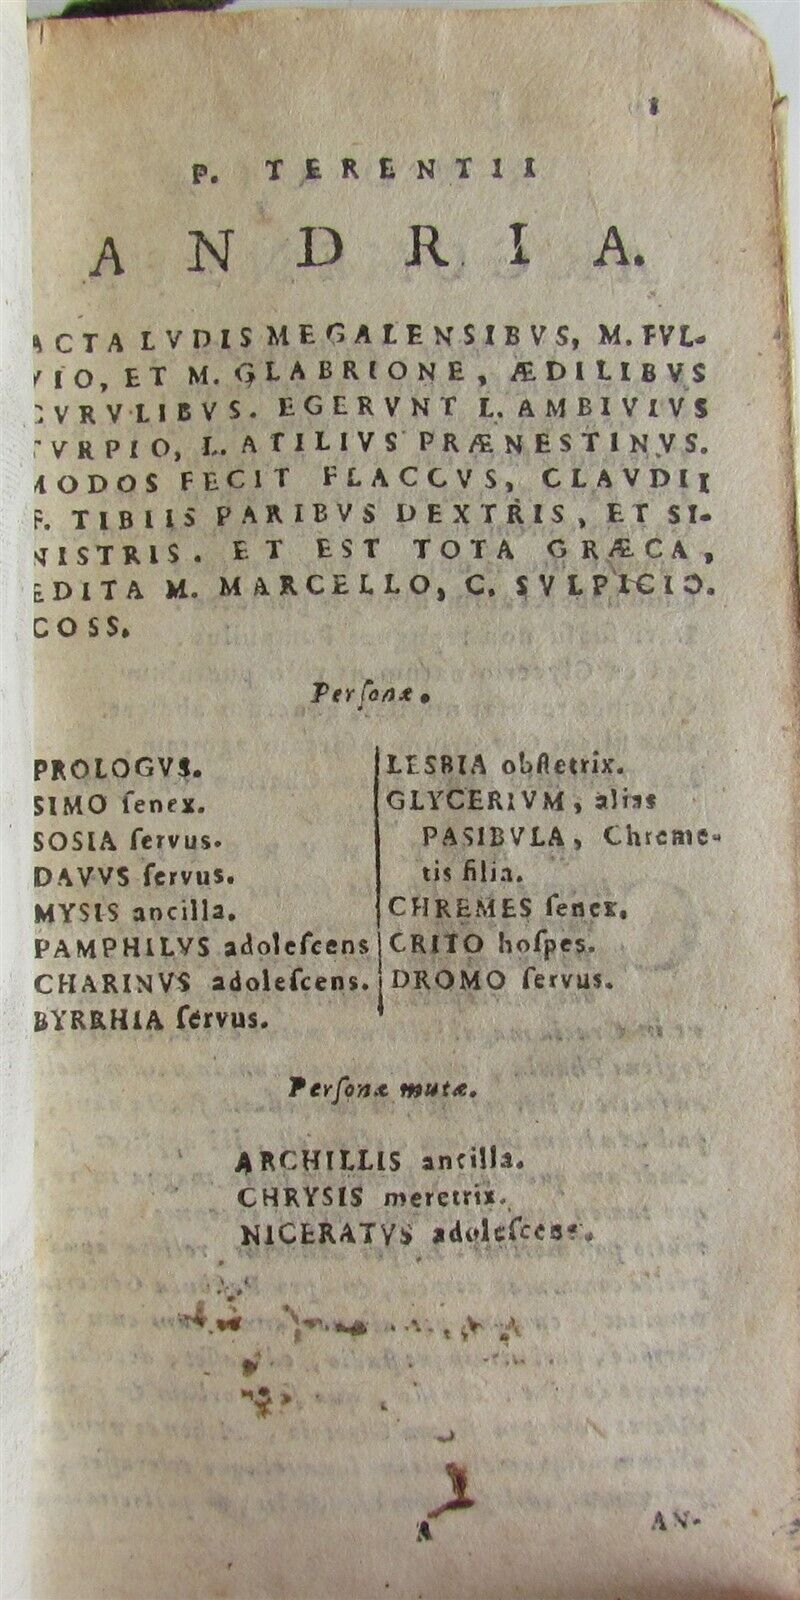 1
P. TERENTII
ANDRIA.
ACTA LVDIS MEGALENSIBVS, M. FVL-
VIO, ET M. GLABRIONE, ÆDILIBVS
CVRVLIBVS. EGERVNT L. AMBIVIVS
TVRPIO, L. ATILIVS PRÆNESTINVS.
MODOS FECIT FLACCVS, CLAVDII
F. TIBIIS PARIBVS DEXTRIS, ET SI-
NISTRIS. ET EST TOTA GRÆCA,
EDITA M. MARCELLO, C. SVLPICIO.
COSS.
Perſonæ.
PROLOGVS.
SIMO ſenex.
SOSIA ſervus.
DAVVS ſervus.
MYSIS ancilla.
PAMPHILVS adoleſcens
CHARINVS adoleſcens.
BYRRHIA ſervus.
LESBIA obſtetrix.
GLYCERIVM, alias
PASIBVLA, Chreme-
tis filia.
CHREMES ſenex.
CRITO hoſpes.
DROMO ſervus.
Perſonæ mutæ.
ARCHILLIS ancilla.
CHRYSIS meretrix.
NICERATVS adoleſcens.
A AN-